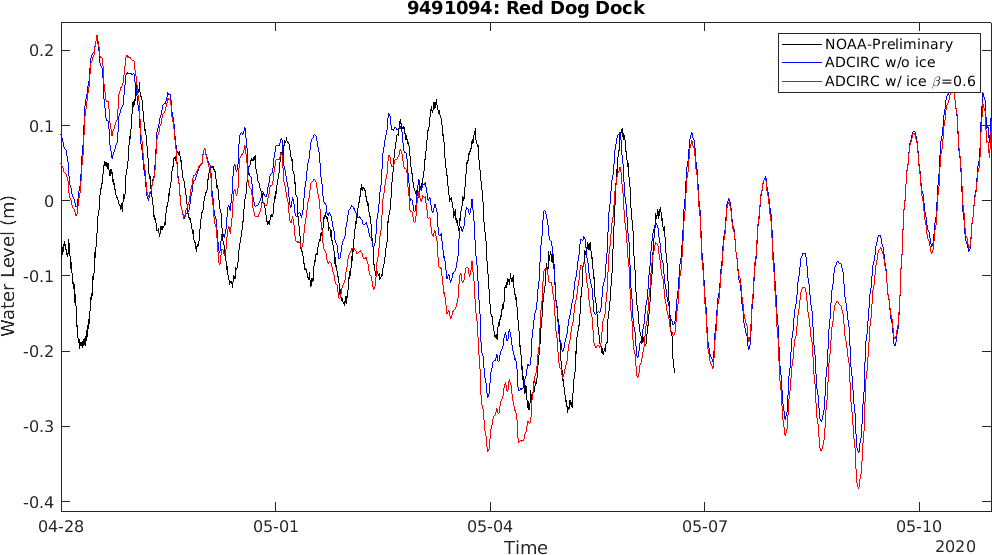 9491094: Red Dog Dock
NOAA-Preliminary
ADCIRC w/o ice
ADCIRC w/ ice β=0.6
Water Level (m)
0.2
0.1
0
-0.1
-0.2
-0.3
-0.4
04-28
05-01
05-04
05-07
05-10
Time
2020